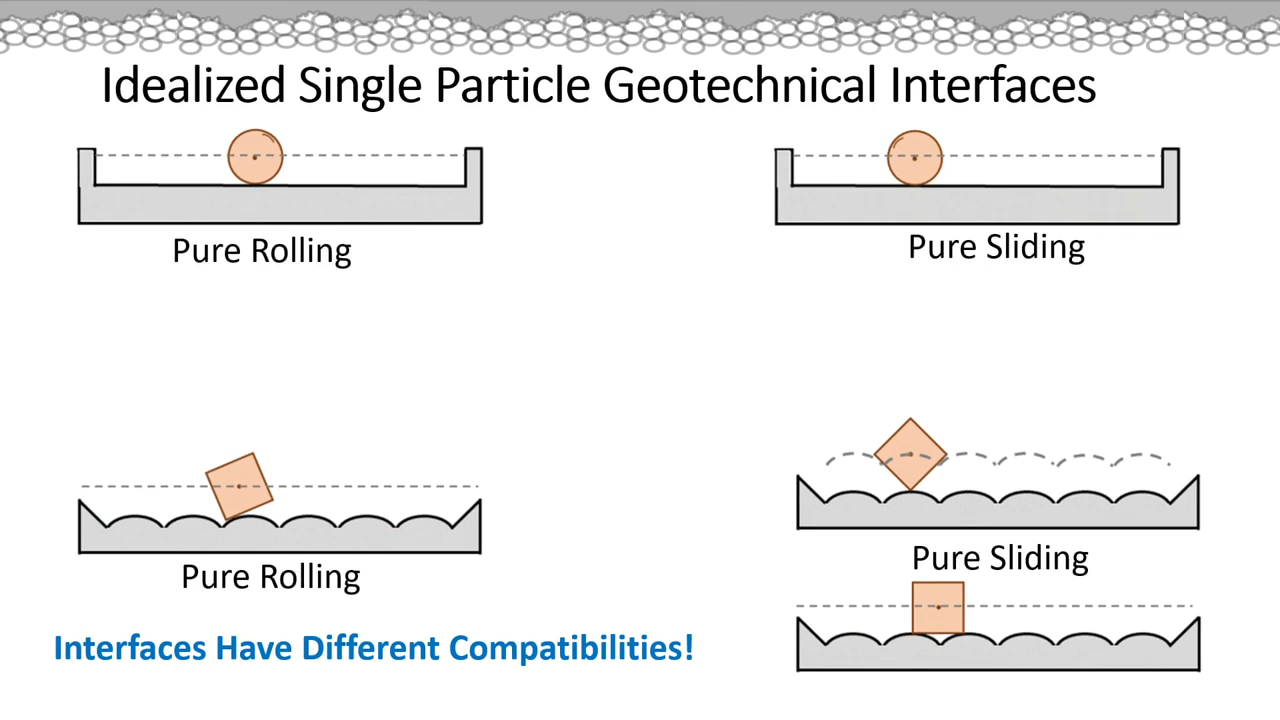 Idealized Single Particle Geotechnical Interfaces
Pure Rolling
Pure Sliding
Pure Rolling
Pure Sliding
Interfaces Have Different Compatibilities!